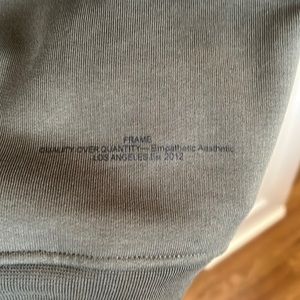 FRAME
QUALITY OVER QUANTITY— Empathetic Aesthetic
LOS ANGELES Est 2012